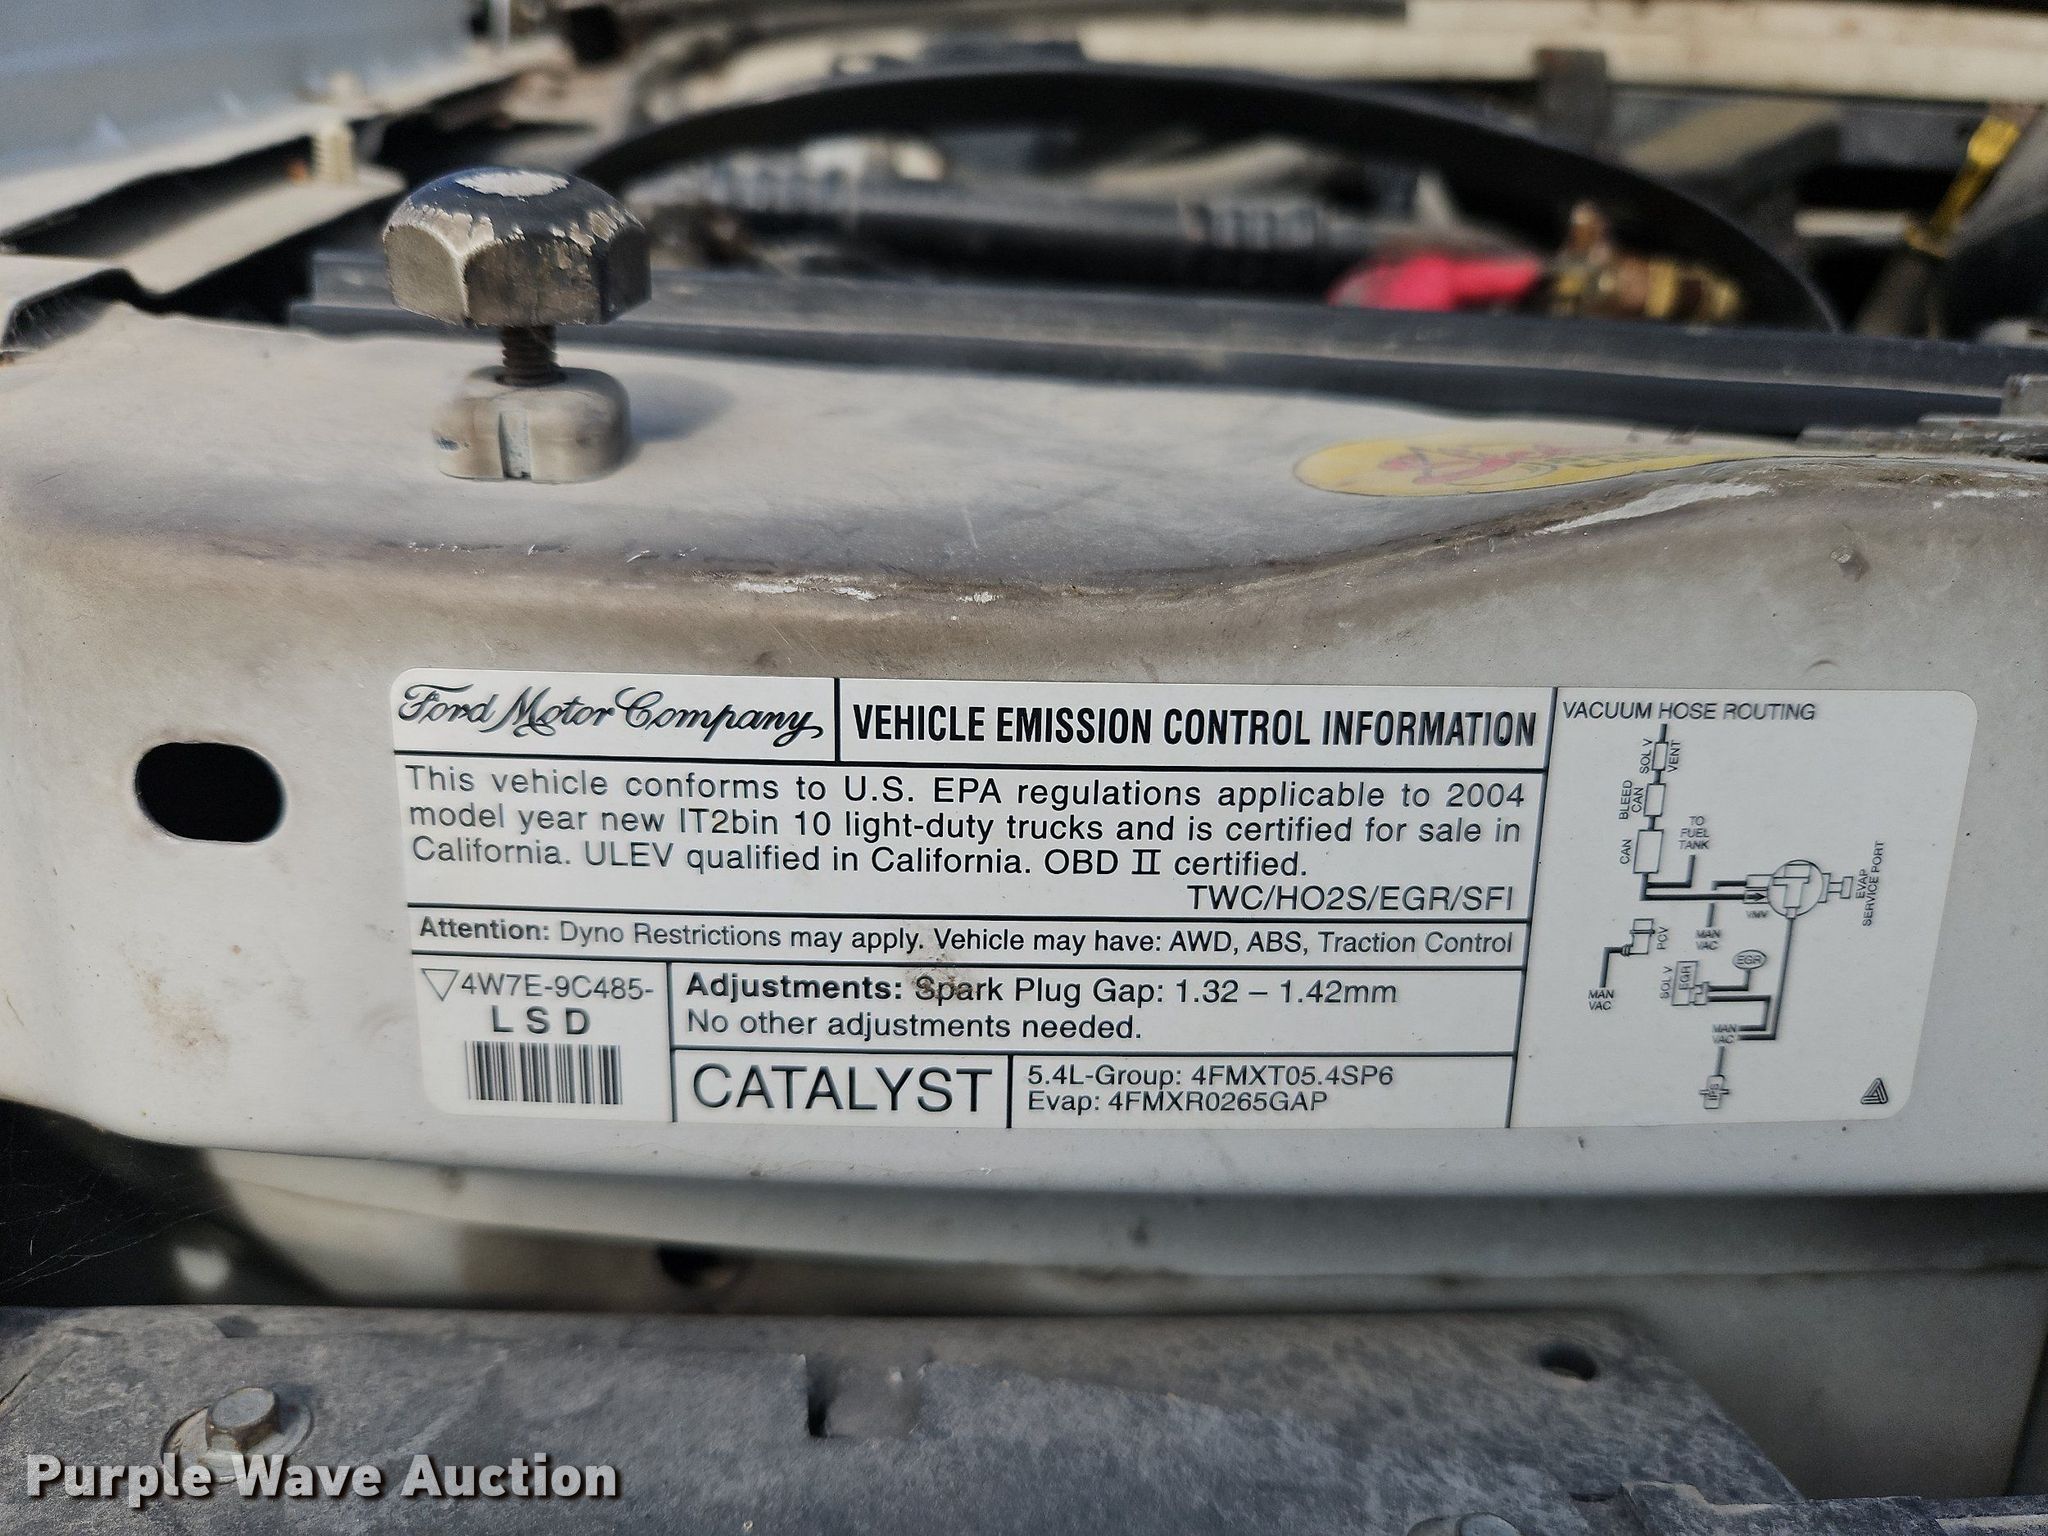 Ford Motor Company
VEHICLE EMISSION CONTROL INFORMATION
This vehicle conforms to U.S. EPA regulations applicable to 2004
model year new IT2bin 10 light-duty trucks and is certified for sale in
California. ULEV qualified in California. OBD II certified.
TWC/HO2S/EGR/SFI
Attention: Dyno Restrictions may apply. Vehicle may have: AWD, ABS, Traction Control
4W7E-9C485-
LSD
Adjustments: Spark Plug Gap: 1.32 – 1.42mm
No other adjustments needed.
CATALYST
5.4L-Group: 4FMXT05.4SP6
Evap: 4FMXR0265GAP
VACUUM HOSE ROUTING
SOL V
VENT
BLEED
CAN
CAN
TO
FUEL
TANK
VMV
EVAP
SERVICE PORT
PCV
MAN
VAC
MAN
VAC
SOL V
EGR
EGR
MAN
VAC
Purple Wave Auction